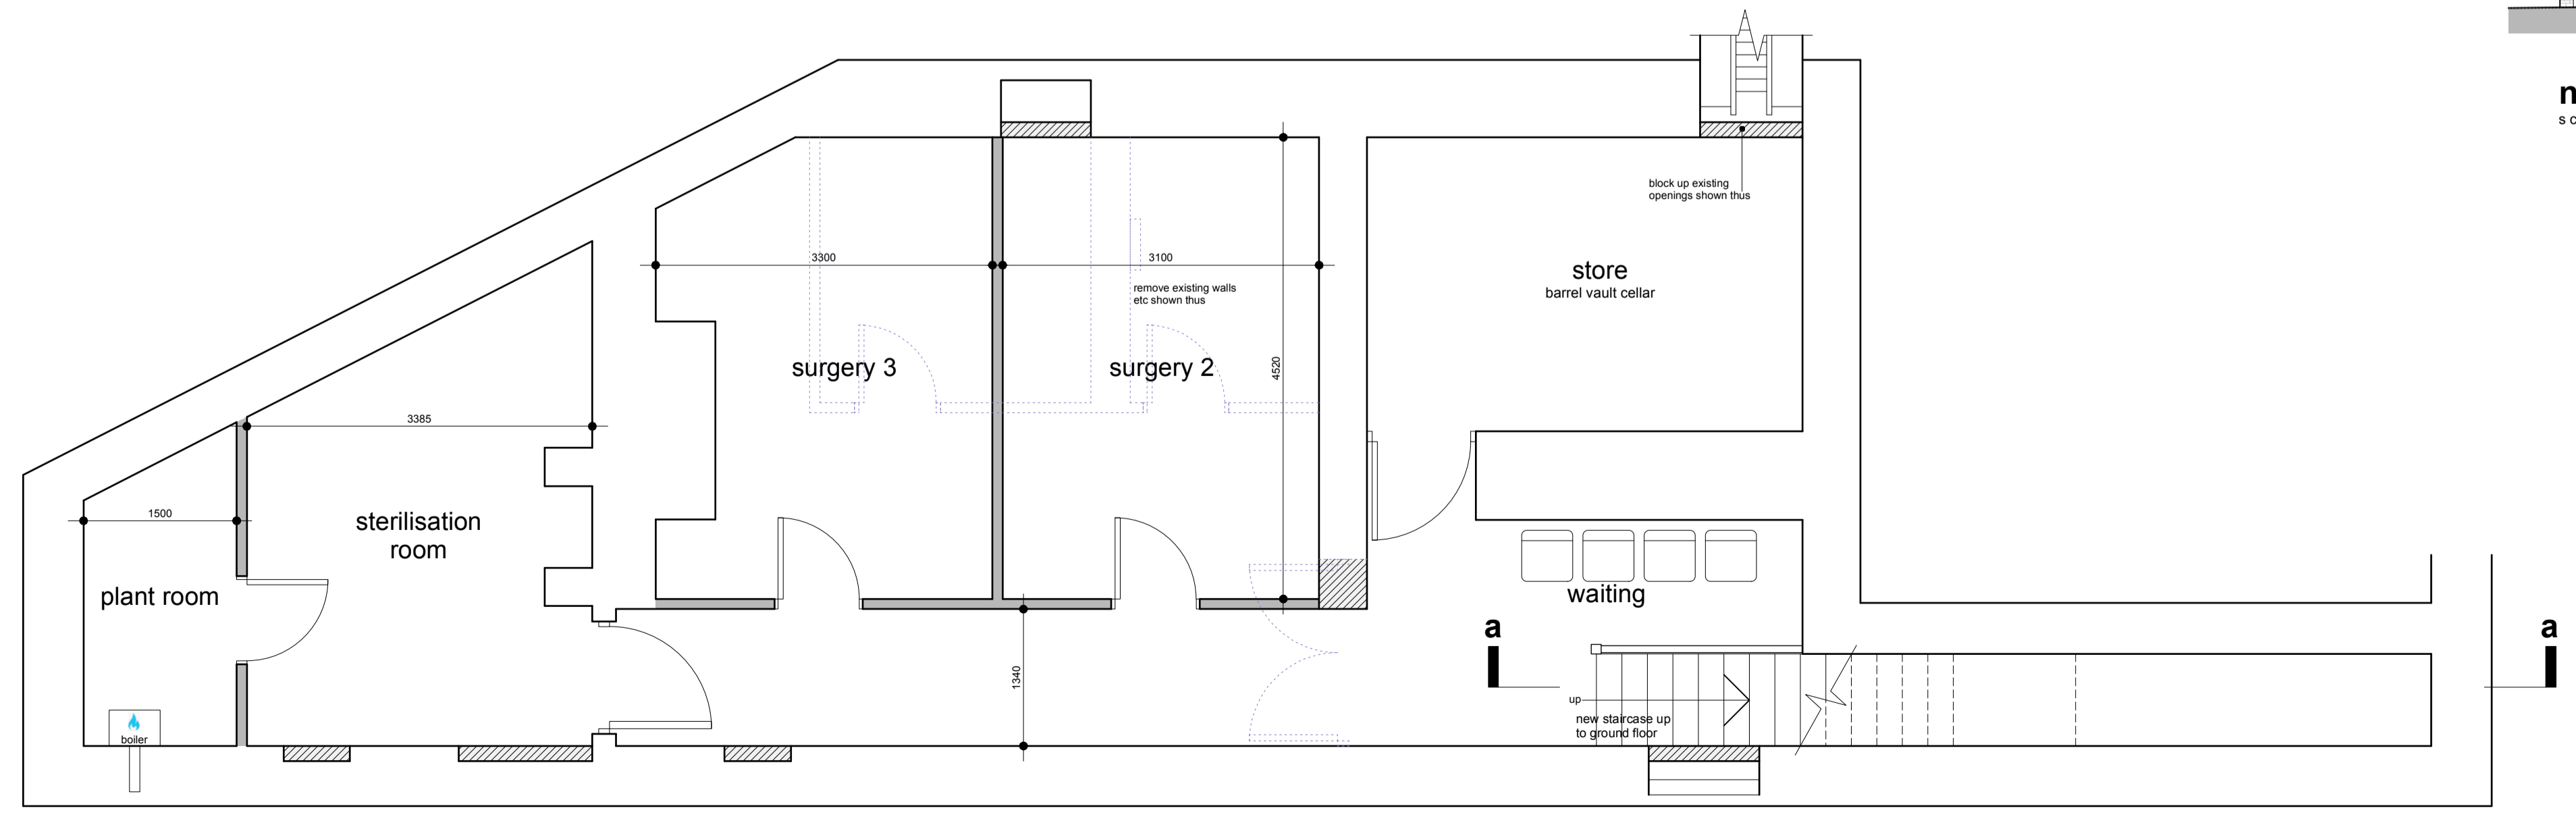 n
s c
block up existing
openings shown thus
3300
3100
store
barrel vault cellar
remove existing walls
etc shown thus
surgery 3
surgery 2
4520
3385
1500
sterilisation
room
plant room
waiting
a
a
1340
up
new staircase up
to ground floor
boiler